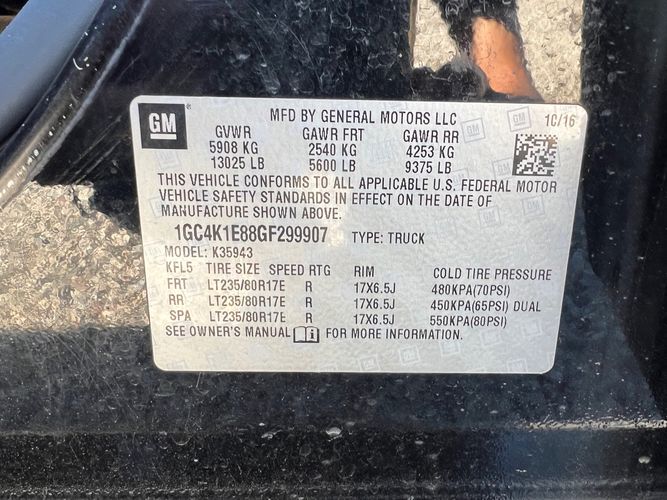 GM
MFD BY GENERAL MOTORS LLC 10/16
GVWR GAWR FRT GAWR RR
5908 KG 2540 KG 4253 KG
13025 LB 5600 LB 9375 LB
THIS VEHICLE CONFORMS TO ALL APPLICABLE U.S. FEDERAL MOTOR
VEHICLE SAFETY STANDARDS IN EFFECT ON THE DATE OF
MANUFACTURE SHOWN ABOVE.
1GC4K1E88GF299907 TYPE: TRUCK
MODEL: K35943
KFL5 TIRE SIZE SPEED RTG RIM COLD TIRE PRESSURE
FRT LT235/80R17E R 17X6.5J 480KPA(70PSI)
RR LT235/80R17E R 17X6.5J 450KPA(65PSI) DUAL
SPA LT235/80R17E R 17X6.5J 550KPA(80PSI)
SEE OWNER'S MANUAL FOR MORE INFORMATION.